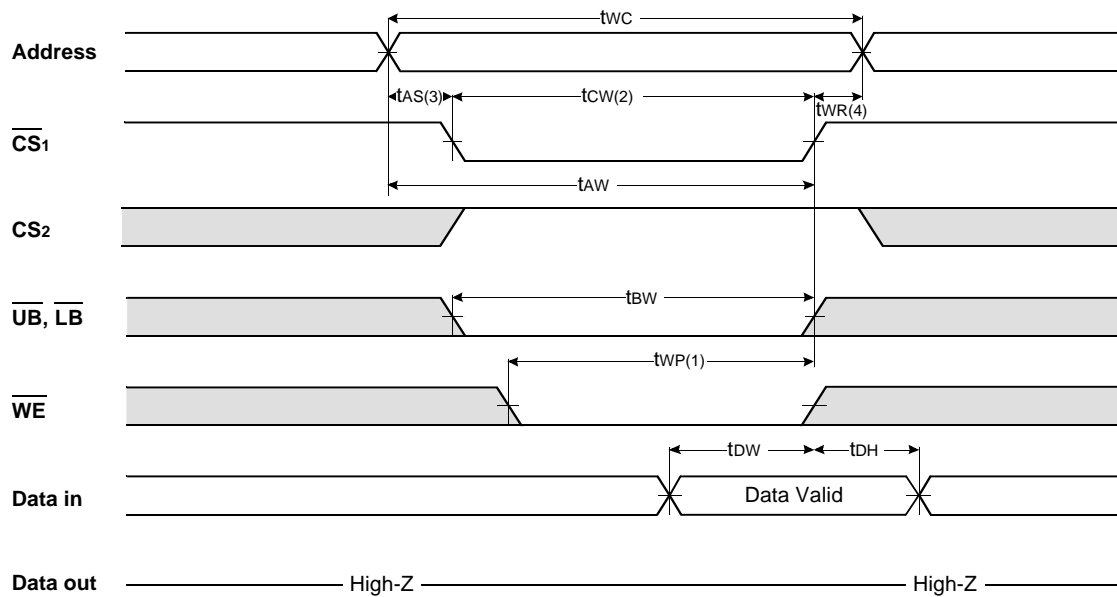 tWC
Address
tAS(3) tCW(2) tWR(4)
CS1
tAW
CS2
tBW
UB, LB
tWP(1)
WE
tDW tDH
Data in Data Valid
Data out High-Z High-Z